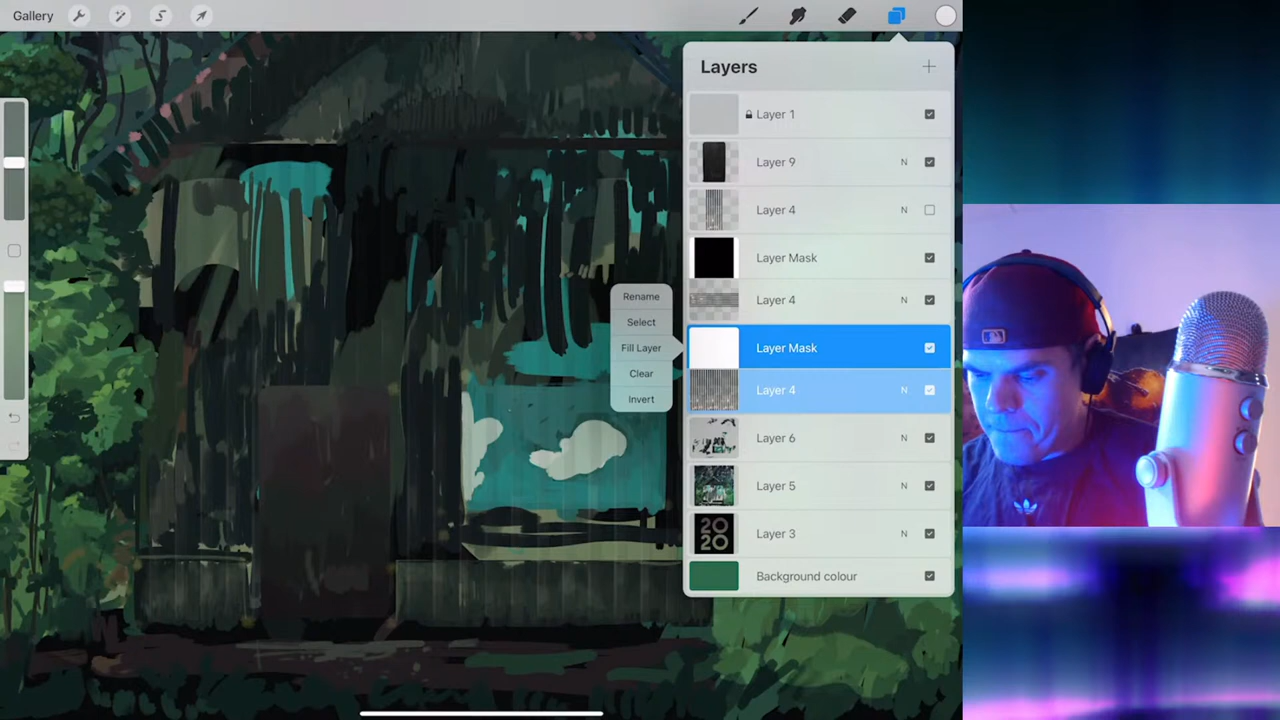 Gallery
Layers
Layer 1
Layer 9 N
Layer 4 N
Layer Mask
Layer 4 N
Rename
Select
Fill Layer
Clear
Invert
Layer Mask
Layer 4 N
Layer 6 N
Layer 5 N
Layer 3 N
20
20
Background colour